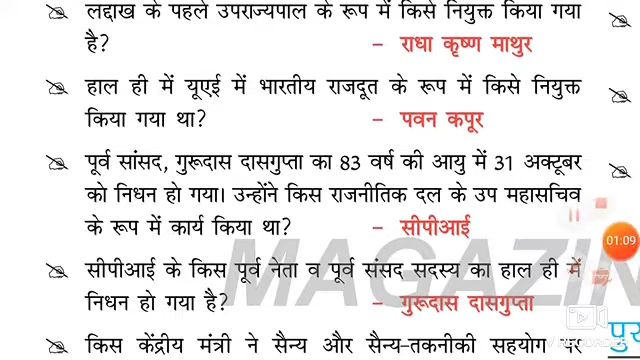 लद्दाख के पहले उपराज्यपाल के रूप में किसे नियुक्त किया गया
है? – राधा कृष्ण माथुर
हाल ही में यूएई में भारतीय राजदूत के रूप में किसे नियुक्त
किया गया था? – पवन कपूर
पूर्व सांसद, गुरूदास दासगुप्ता का 83 वर्ष की आयु में 31 अक्टूबर
को निधन हो गया। उन्होंने किस राजनीतिक दल के उप महासचिव
के रूप में कार्य किया था? – सीपीआई
MAGAZIN
01:09
सीपीआई के किस पूर्व नेता व पूर्व संसद सदस्य का हाल ही में
निधन हो गया है? – गुरूदास दासगुप्ता
किस केंद्रीय मंत्री ने सैन्य और सैन्य-तकनीकी सहयोग पर
V RECORDER